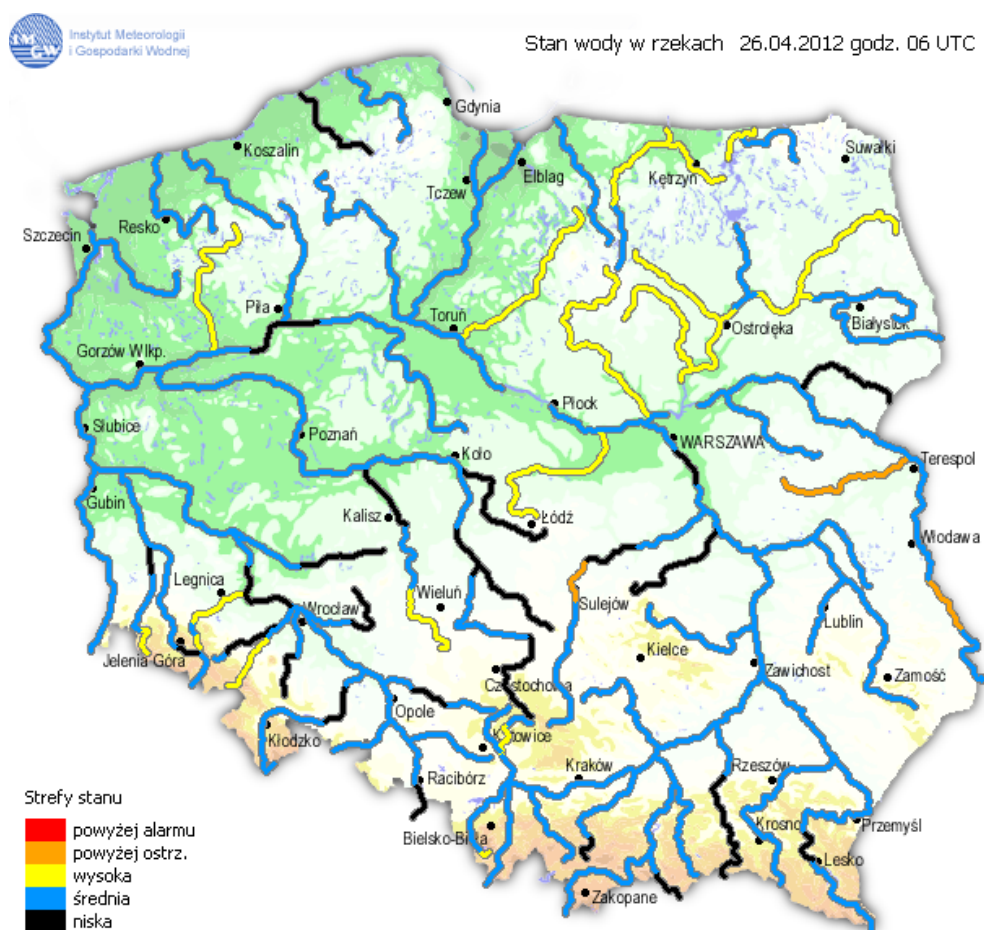 Instytut Meteorologii
i Gospodarki Wodnej
IM
GW
Stan wody w rzekach 26.04.2012 godz. 06 UTC
Gdynia
Koszalin
Suwałki
Elbląg
Kętrzyn
Tczew
Resko
Szczecin
Piła
Toruń
Ostrołęka
Białystok
Gorzów Wlkp.
Płock
Słubice
Poznań
WARSZAWA
Koło
Terespol
Gubin
Kalisz
Łódź
Włodawa
Legnica
Wieluń
Sulejów
Wrocław
Lublin
Jelenia Góra
Kielce
Zawichost
Zamość
Częstochowa
Opole
Kłodzko
Katowice
Racibórz
Kraków
Rzeszów
Strefy stanu
powyżej alarmu
powyżej ostrz.
wysoka
średnia
niska
Bielsko-Biała
Krosno
Przemyśl
Lesko
Zakopane